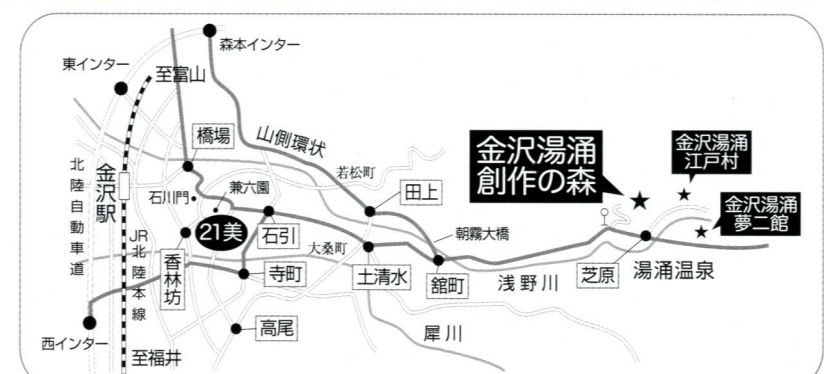 森本インター
東インター
至富山
橋場
山側環状
若松町
田上
金沢湯涌
創作の森
金沢湯涌
江戸村
金沢湯涌
夢二館
北陸自動車道
金沢駅
石川門
兼六園
21美
石引
朝霧大橋
JR北陸本線
香林坊
大桑町
寺町
土清水
舘町
浅野川
芝原
湯涌温泉
西インター
高尾
犀川
至福井